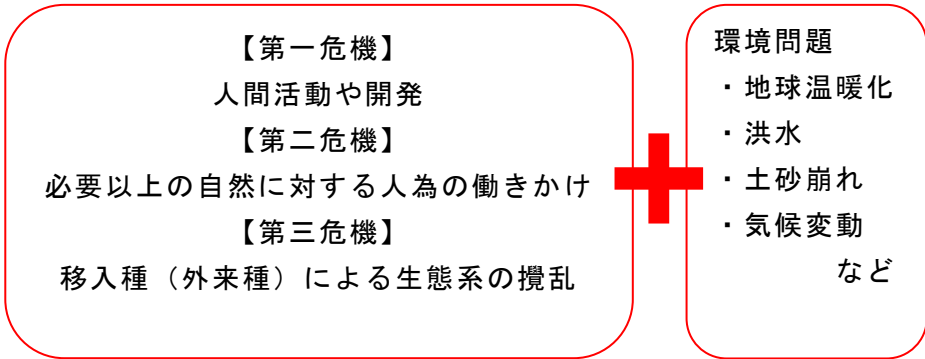 【第一危機】
人間活動や開発
【第二危機】
必要以上の自然に対する人為の働きかけ
【第三危機】
移入種（外来種）による生態系の攪乱
環境問題
・地球温暖化
・洪水
・土砂崩れ
・気候変動
など